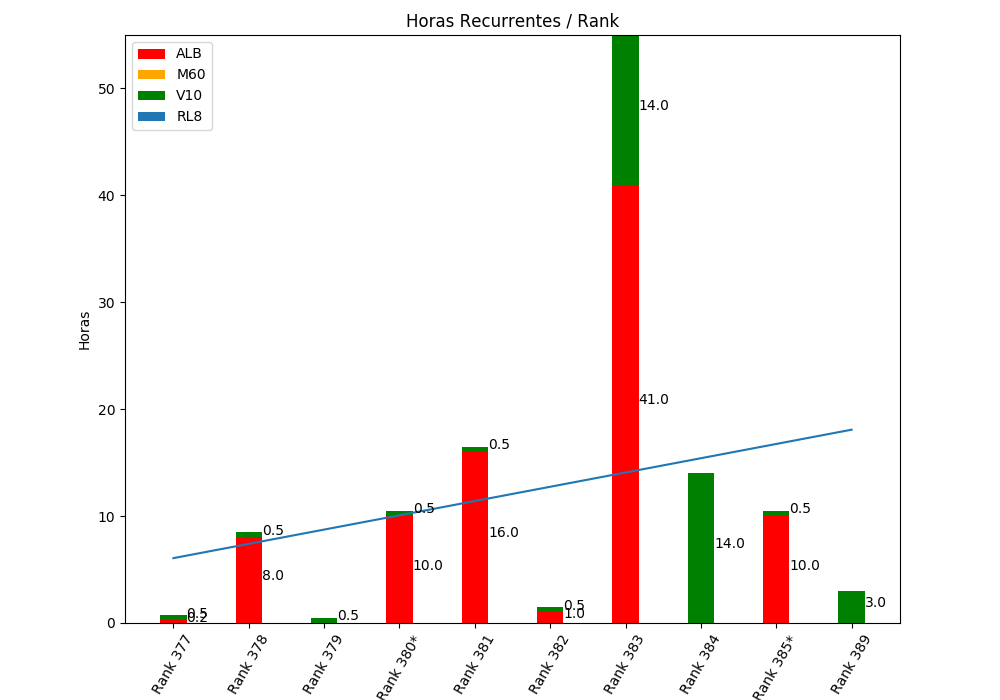 Horas Recurrentes / Rank
ALB
M60
V10
RL8
Horas
50
40
30
20
10
0
0.5
0.2
0.5
8.0
0.5
0.5
10.0
0.5
16.0
0.5
1.0
14.0
41.0
14.0
0.5
10.0
3.0
Rank 377
Rank 378
Rank 379
Rank 380*
Rank 381
Rank 382
Rank 383
Rank 384
Rank 385*
Rank 389